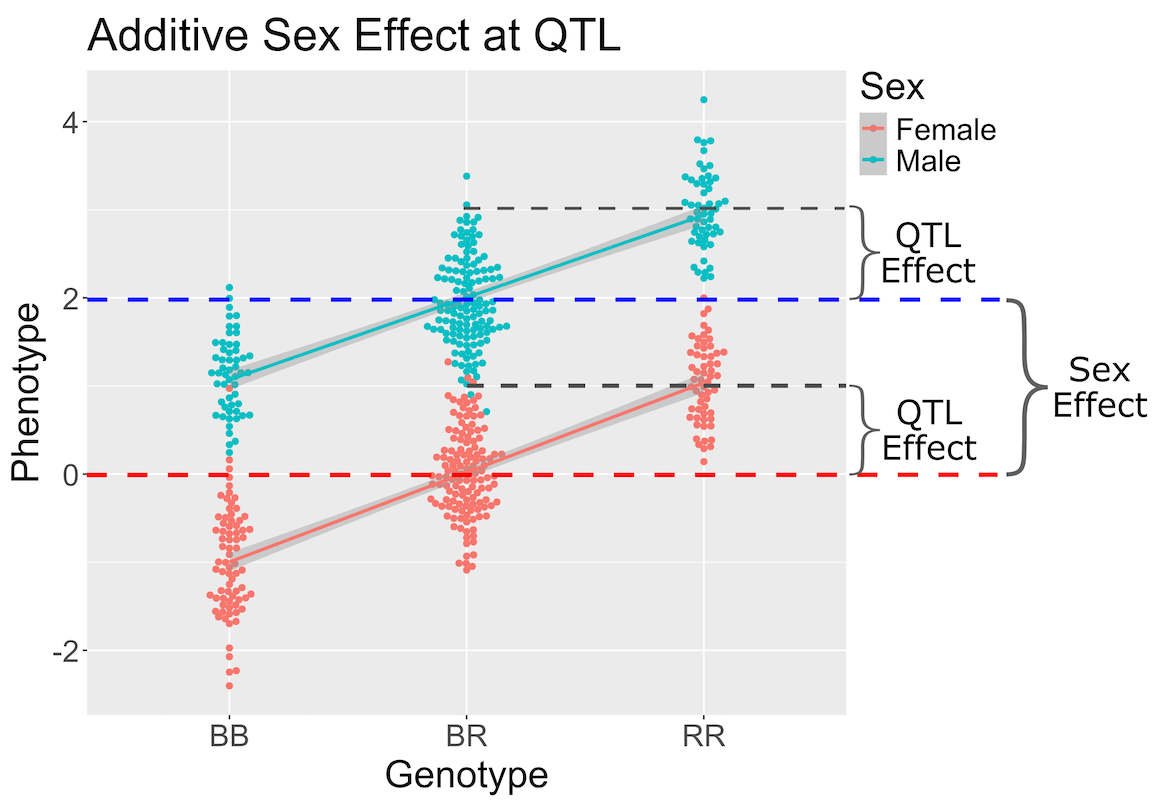 Additive Sex Effect at QTL
Sex
Female
Male
Phenotype
4
2
0
-2
QTL
Effect
QTL
Effect
Sex
Effect
BB
BR
RR
Genotype